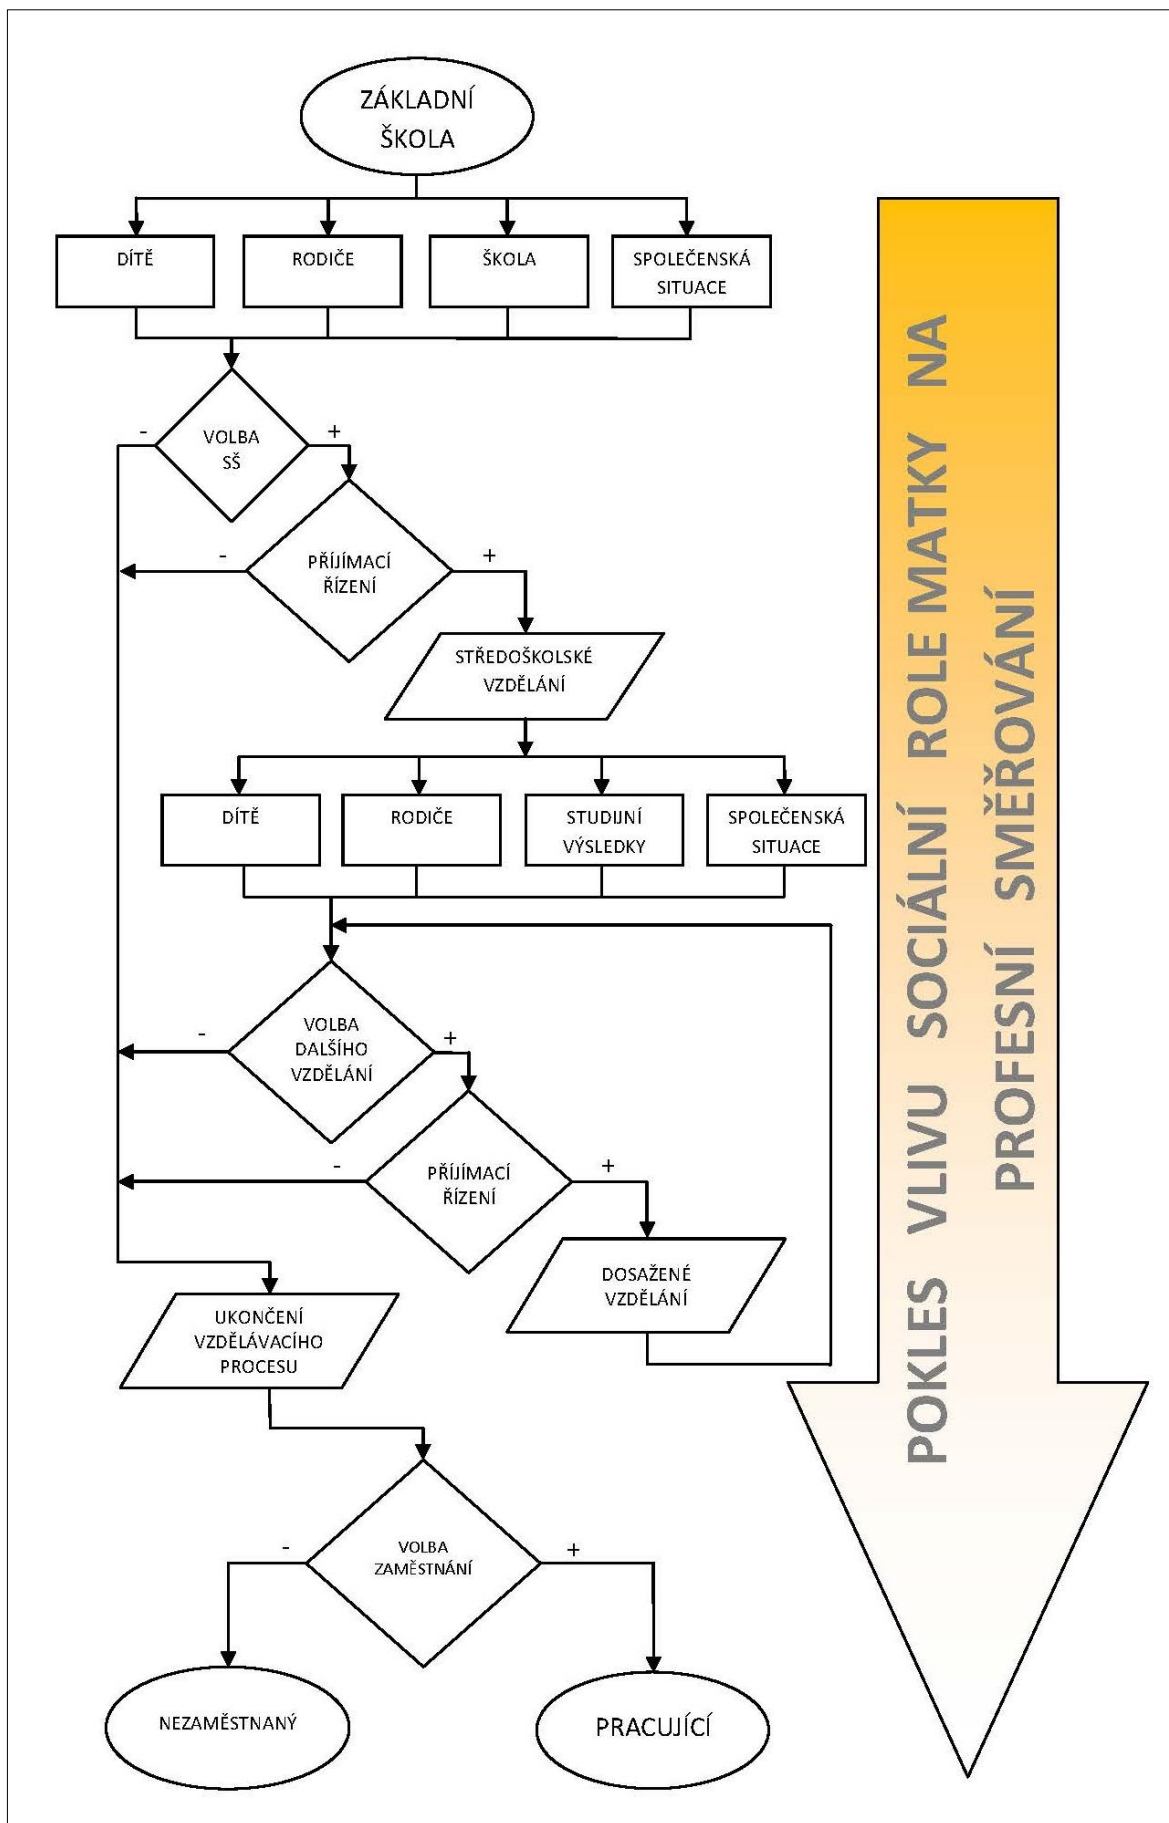 ZÁKLADNÍ
ŠKOLA
DÍTĚ
RODIČE
ŠKOLA
SPOLEČENSKÁ
SITUACE
-
VOLBA
SŠ
+
-
PŘÍJÍMACÍ
ŘÍZENÍ
+
STŘEDOŠKOLSKÉ
VZDĚLÁNÍ
DÍTĚ
RODIČE
STUDIJNÍ
VÝSLEDKY
SPOLEČENSKÁ
SITUACE
-
VOLBA
DALŠÍHO
VZDĚLÁNÍ
+
-
PŘÍJÍMACÍ
ŘÍZENÍ
+
DOSAŽENÉ
VZDĚLÁNÍ
UKONČENÍ
VZDĚLÁVACÍHO
PROCESU
-
VOLBA
ZAMĚSTNÁNÍ
+
NEZAMĚSTNANÝ
PRACUJÍCÍ
POKLES VLIVU SOCIÁLNÍ ROLE MATKY NA
PROFESNÍ SMĚŘOVÁNÍ